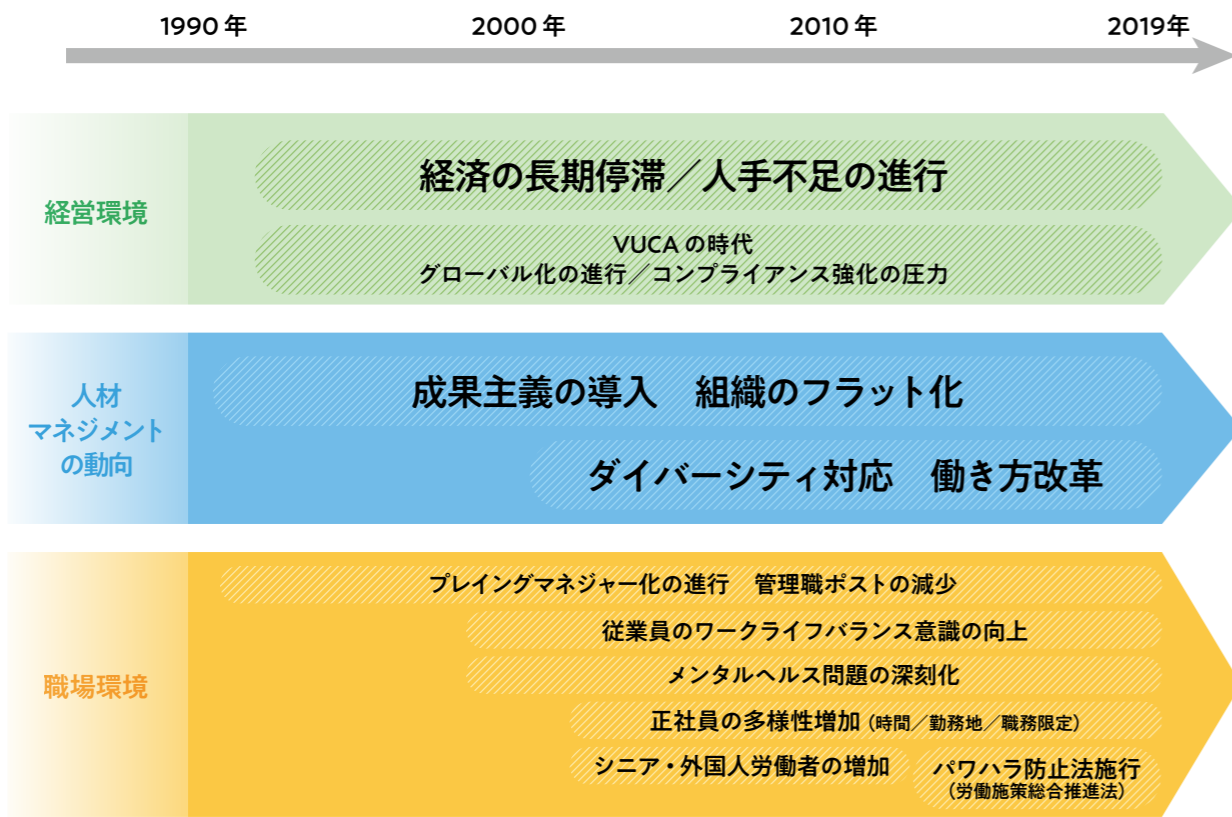 1990年 2000年 2010年 2019年
経営環境
経済の長期停滞／人手不足の進行
VUCAの時代
グローバル化の進行／コンプライアンス強化の圧力
人材
マネジメント
の動向
成果主義の導入　組織のフラット化
ダイバーシティ対応　働き方改革
職場環境
プレイングマネジャー化の進行　管理職ポストの減少
従業員のワークライフバランス意識の向上
メンタルヘルス問題の深刻化
正社員の多様性増加（時間／勤務地／職務限定）
シニア・外国人労働者の増加
パワハラ防止法施行
（労働施策総合推進法）